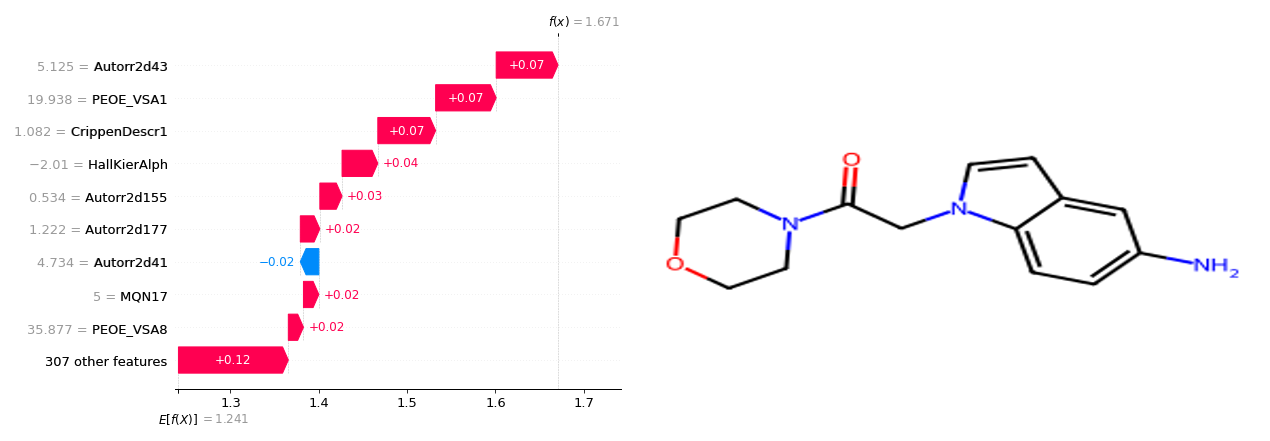 f(x) = 1.671
5.125 = Autorr2d43
+0.07
19.938 = PEOE_VSA1
+0.07
1.082 = CrippenDescr1
+0.07
−2.01 = HallKierAlph
+0.04
0.534 = Autorr2d155
+0.03
1.222 = Autorr2d177
+0.02
4.734 = Autorr2d41
−0.02
5 = MQN17
+0.02
35.877 = PEOE_VSA8
+0.02
307 other features
+0.12
1.3 1.4 1.5 1.6 1.7
E[f(X)] = 1.241
O
N
O
N
NH2